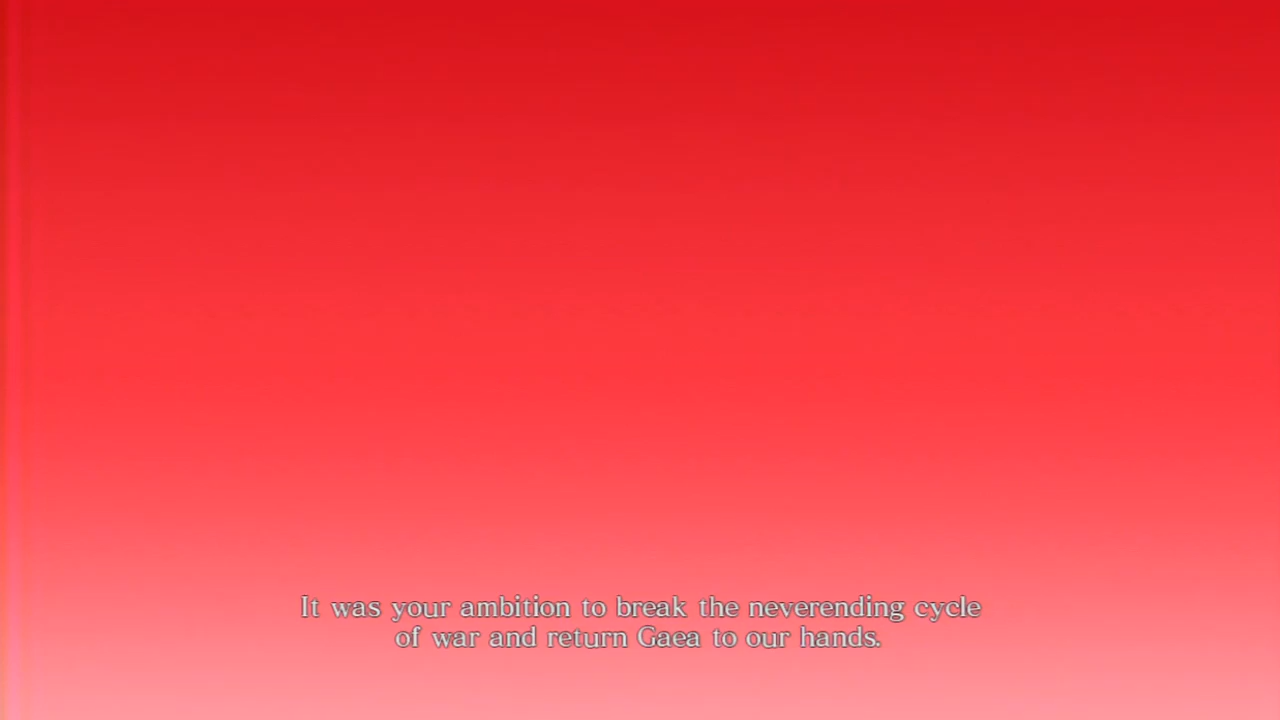 It was your ambition to break the neverending cycle
of war and return Gaea to our hands.